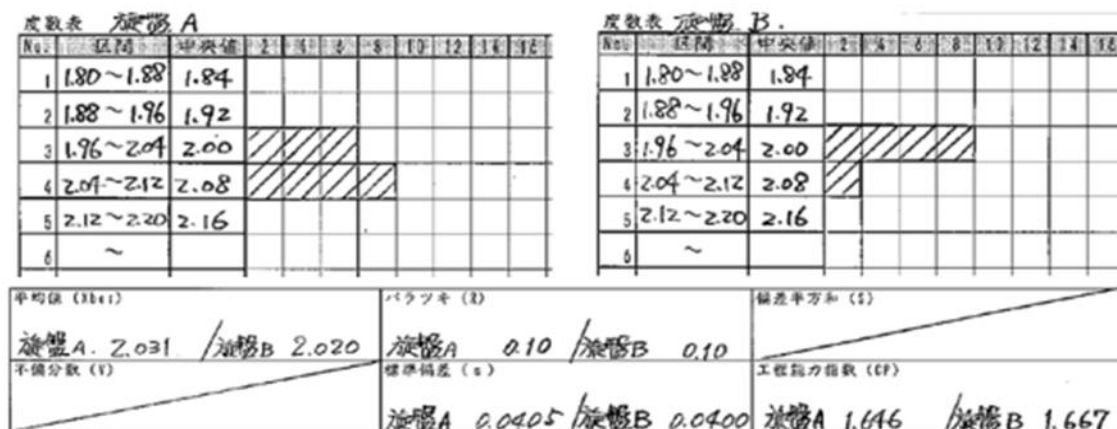 度数表 旋盤 A
No. 区間 中央値 2 4 6 8 10 12 14 16
1 1.80~1.88 1.84
2 1.88~1.96 1.92
3 1.96~2.04 2.00
4 2.04~2.12 2.08
5 2.12~2.20 2.16
6 ~
度数表 旋盤 B.
No. 区間 中央値 2 4 6 8 10 12 14 16
1 1.80~1.88 1.84
2 1.88~1.96 1.92
3 1.96~2.04 2.00
4 2.04~2.12 2.08
5 2.12~2.20 2.16
6 ~
平均値 (Xbar) バラツキ (R) 偏差平方和 (S)
旋盤A. 2.031 /旋盤B 2.020 旋盤A 0.10 /旋盤B 0.10
不偏分散 (V) 標準偏差 (s) 工程能力指数 (CP)
旋盤A 0.0405 /旋盤B 0.0400 旋盤A 1.646 /旋盤B 1.667